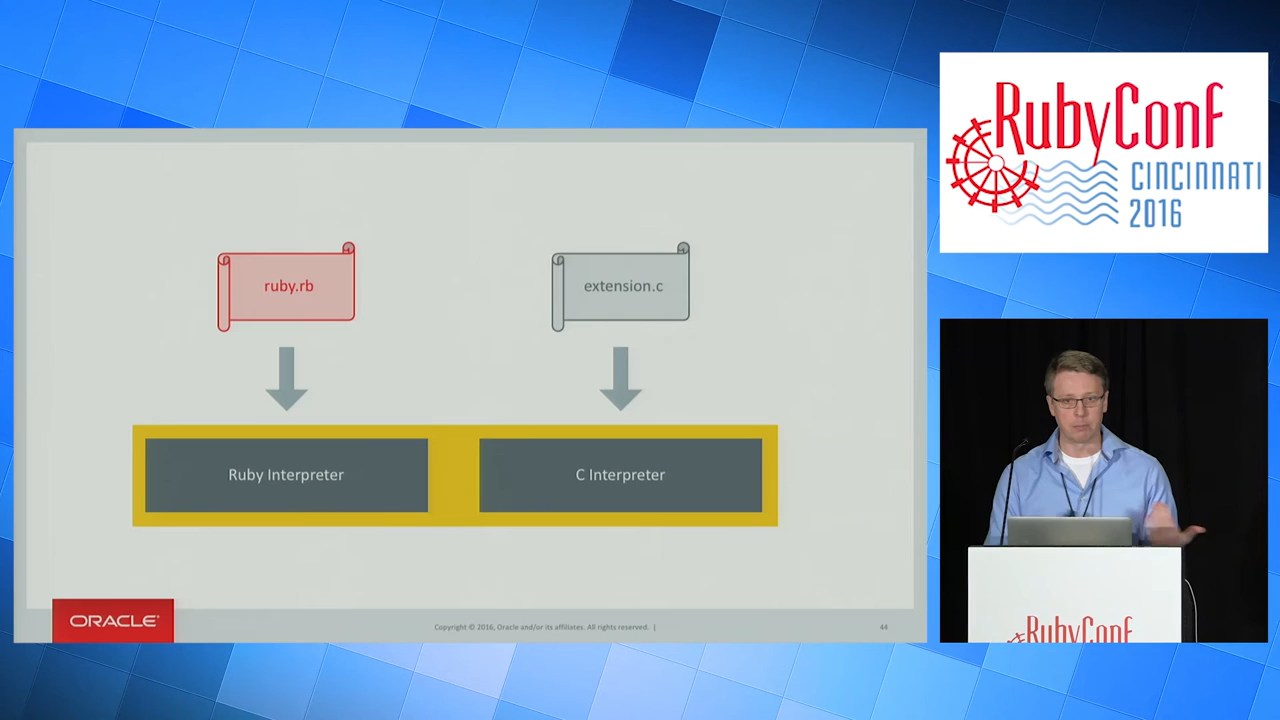 ruby.rb
extension.c
Ruby Interpreter
C Interpreter
ORACLE®
Copyright © 2016, Oracle and/or its affiliates. All rights reserved. |
44
RubyConf
CINCINNATI
2016
RubyConf